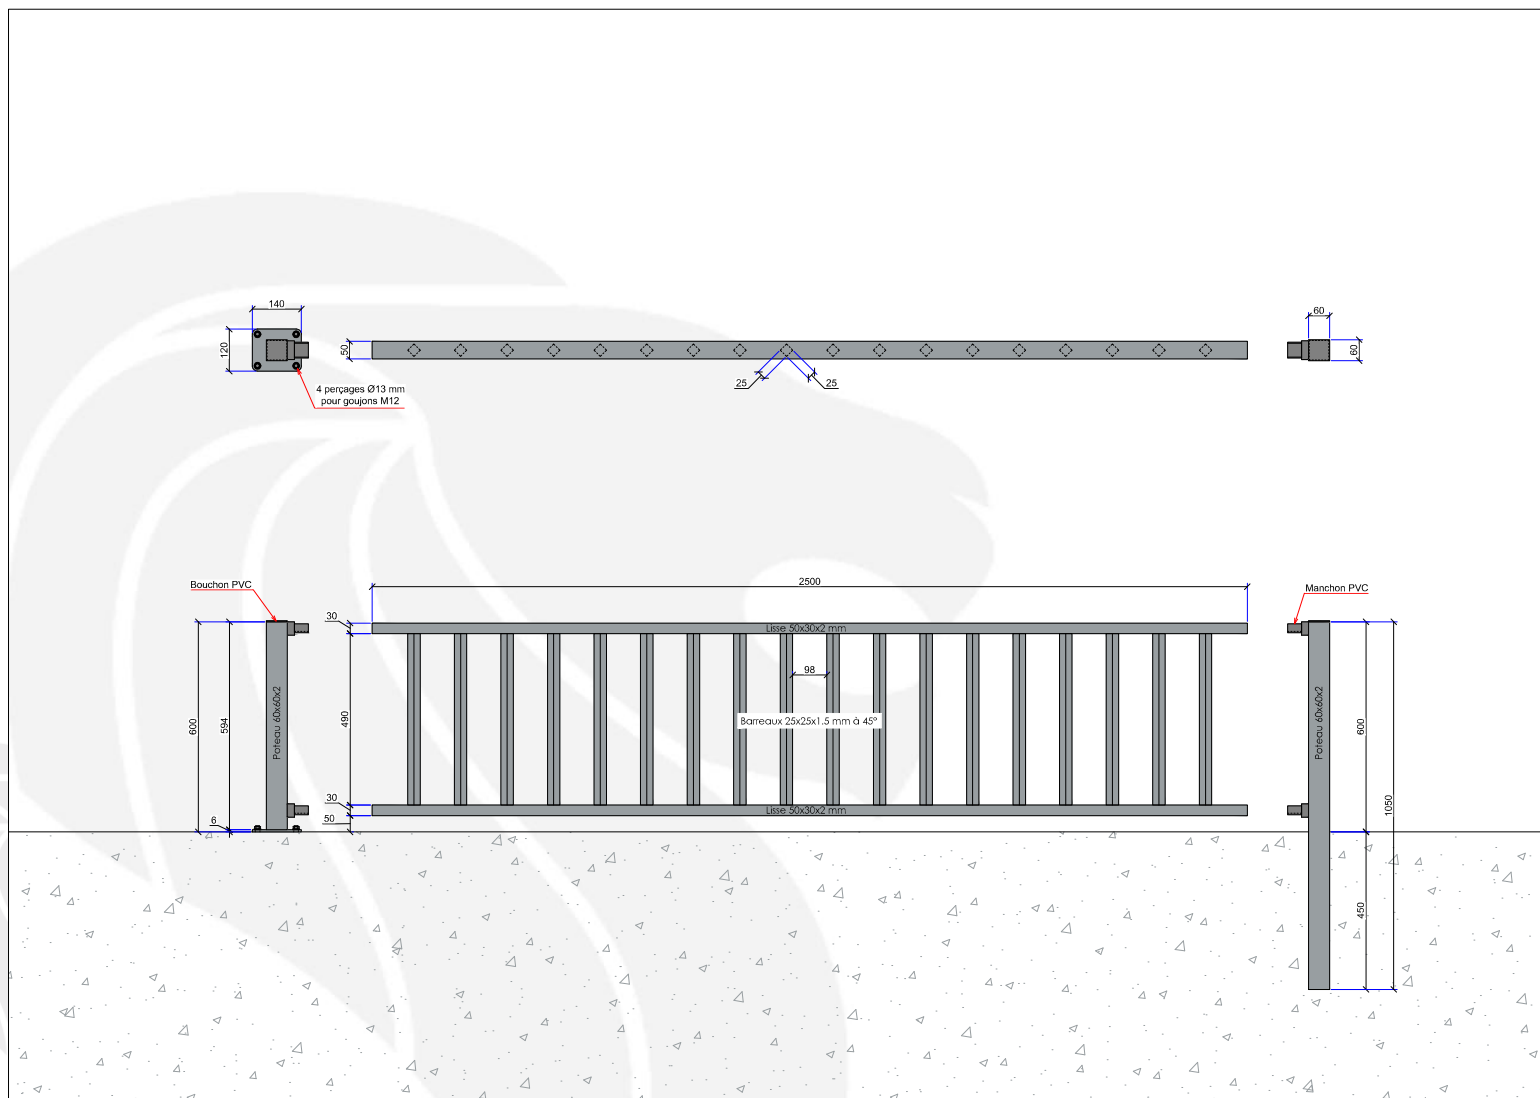 140
120
50
4 perçages Ø13 mm
pour goujons M12
25
25
60
60
Bouchon PVC
2500
Manchon PVC
30
Lisse 50x30x2 mm
98
Barreaux 25x25x1.5 mm à 45°
600
594
Poteau 60x60x2
490
Poteau 60x60x2
600
1050
30
Lisse 50x30x2 mm
6
50
450